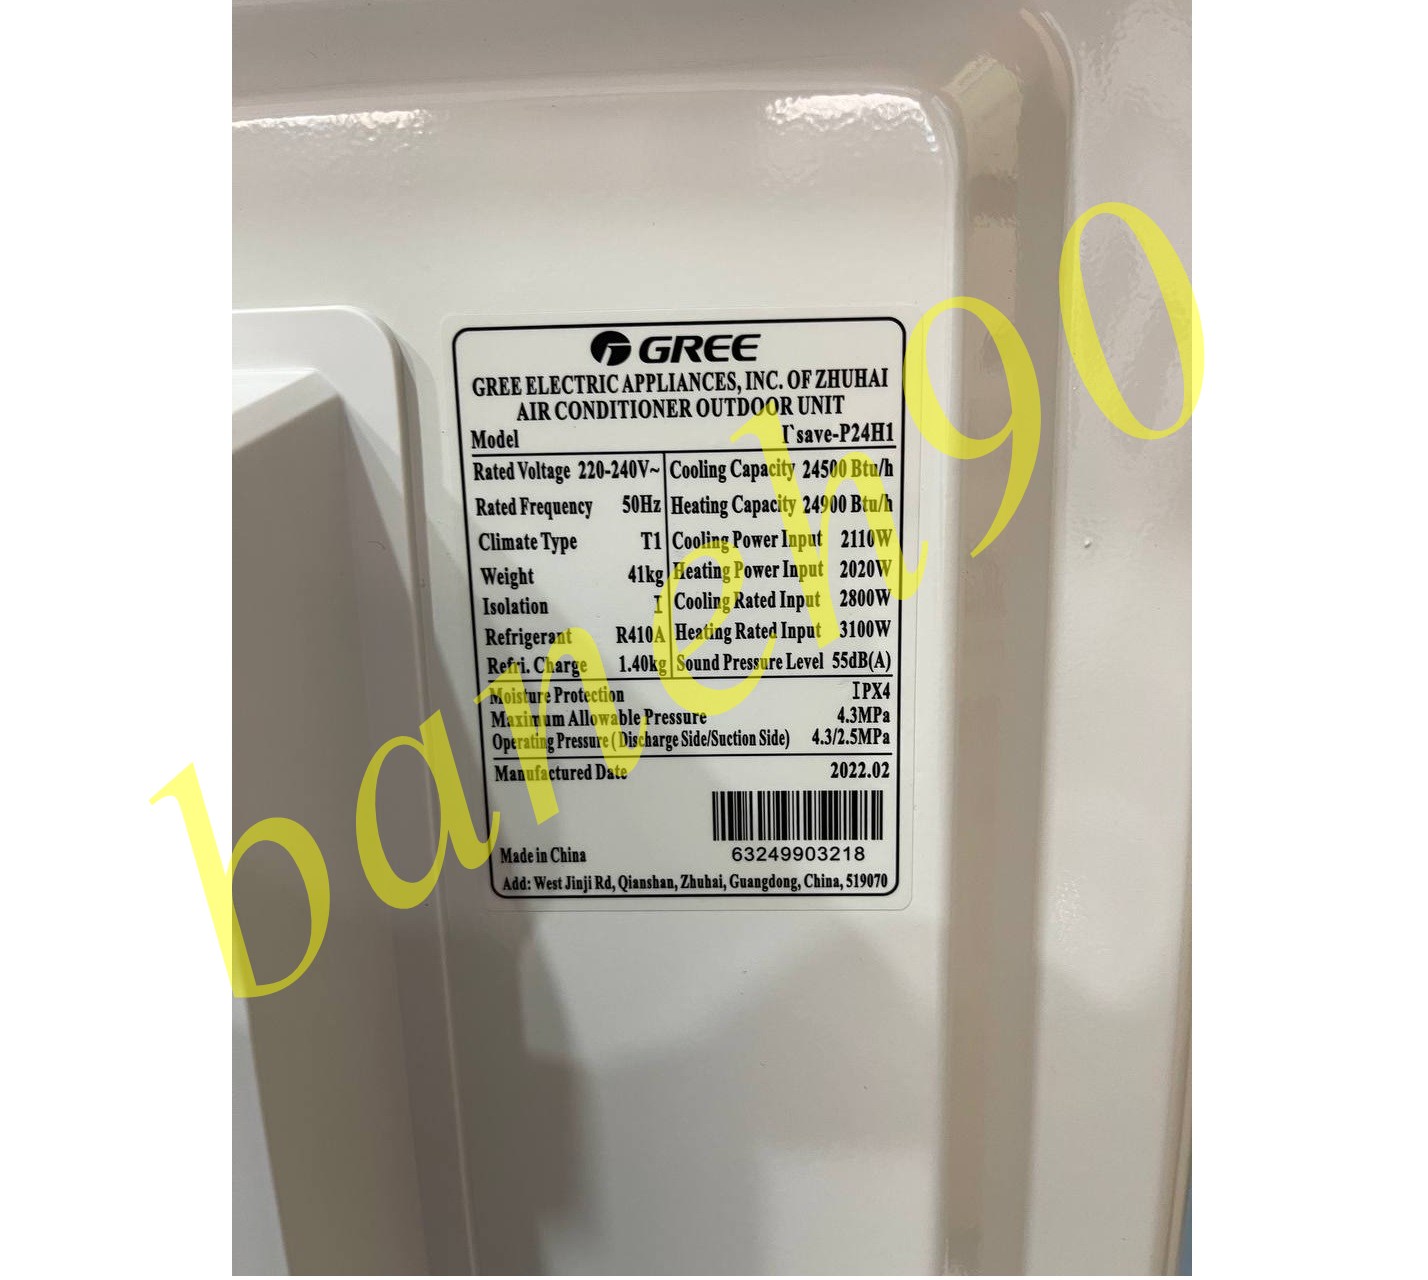 GREE
GREE ELECTRIC APPLIANCES, INC. OF ZHUHAI
AIR CONDITIONER OUTDOOR UNIT
Model I`save-P24H1
Rated Voltage 220-240V~ Cooling Capacity 24500 Btu/h
Rated Frequency 50Hz Heating Capacity 24900 Btu/h
Climate Type T1 Cooling Power Input 2110W
Weight 41kg Heating Power Input 2020W
Isolation I Cooling Rated Input 2800W
Refrigerant R410A Heating Rated Input 3100W
Refri. Charge 1.40kg Sound Pressure Level 55dB(A)
Moisture Protection IPX4
Maximum Allowable Pressure 4.3MPa
Operating Pressure (Discharge Side/Suction Side) 4.3/2.5MPa
Manufactured Date 2022.02
63249903218
Made in China
Add: West Jinji Rd, Qianshan, Zhuhai, Guangdong, China, 519070
baneh90